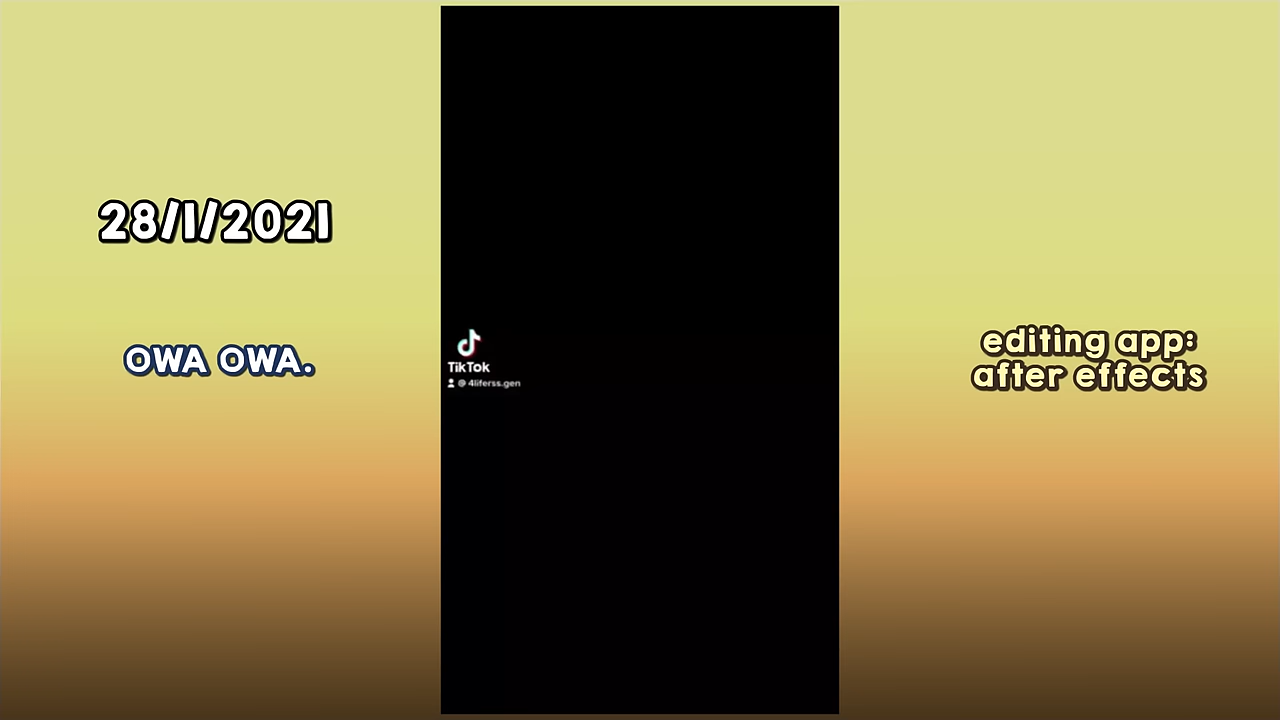 28/1/2021
OWA OWA.
TikTok
@ 4liferss.gen
editing app:
after effects